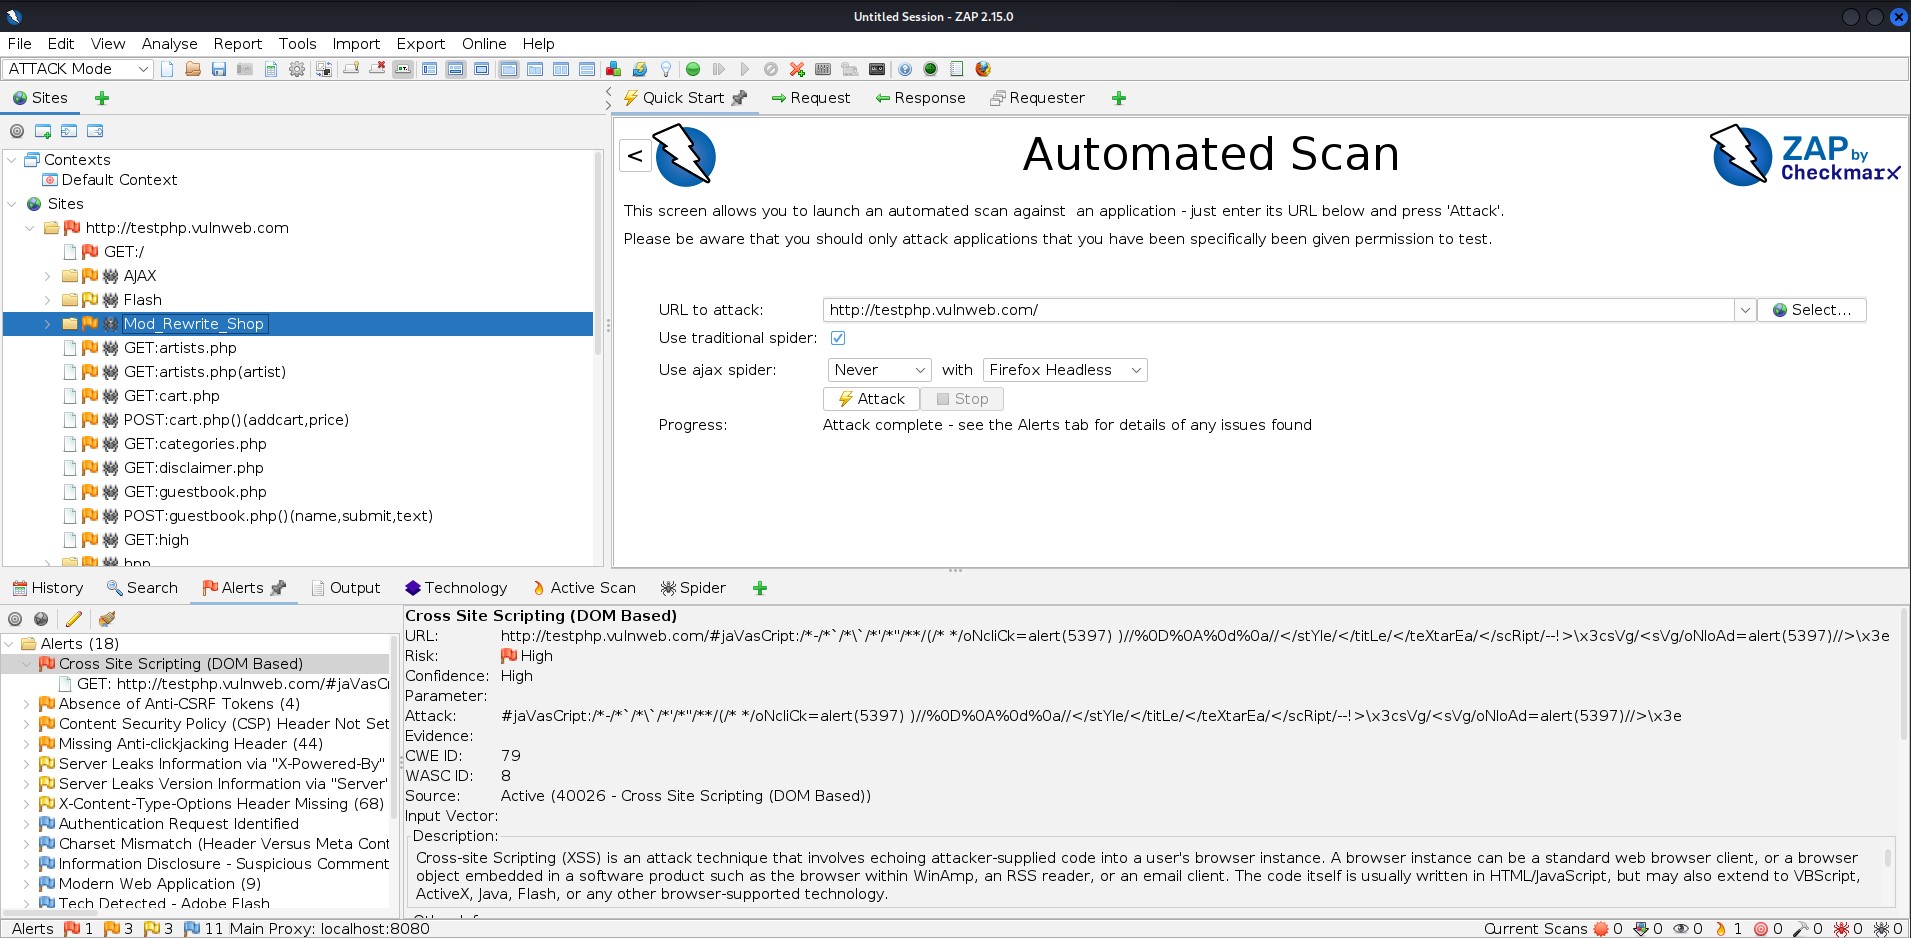 Untitled Session - ZAP 2.15.0
File Edit View Analyse Report Tools Import Export Online Help
ATTACK Mode
Sites
Quick Start Request Response Requester
Contexts
Default Context
Sites
http://testphp.vulnweb.com
GET:/
AJAX
Flash
Mod_Rewrite_Shop
GET:artists.php
GET:artists.php(artist)
GET:cart.php
POST:cart.php()(addcart,price)
GET:categories.php
GET:disclaimer.php
GET:guestbook.php
POST:guestbook.php()(name,submit,text)
GET:high
hpp
<
Automated Scan
ZAP by
Checkmarx
This screen allows you to launch an automated scan against  an application - just enter its URL below and press 'Attack'.
Please be aware that you should only attack applications that you have been specifically been given permission to test.
URL to attack: http://testphp.vulnweb.com/ Select...
Use traditional spider:
Use ajax spider: Never with Firefox Headless
Attack Stop
Progress: Attack complete - see the Alerts tab for details of any issues found
History Search Alerts Output Technology Active Scan Spider
Alerts (18)
Cross Site Scripting (DOM Based)
GET: http://testphp.vulnweb.com/#jaVasCr
Absence of Anti-CSRF Tokens (4)
Content Security Policy (CSP) Header Not Set
Missing Anti-clickjacking Header (44)
Server Leaks Information via "X-Powered-By"
Server Leaks Version Information via "Server"
X-Content-Type-Options Header Missing (68)
Authentication Request Identified
Charset Mismatch (Header Versus Meta Cont
Information Disclosure - Suspicious Comment
Modern Web Application (9)
Tech Detected - Adobe Flash
Cross Site Scripting (DOM Based)
URL: http://testphp.vulnweb.com/#jaVasCript:/*-/*`/*\`/*'/*"/**/(/* */oNcliCk=alert(5397) )//%0D%0A%0d%0a//</stYle/</titLe/</teXtarEa/</scRipt/--!>\x3csVg/<sVg/oNloAd=alert(5397)//>\x3e
Risk: High
Confidence: High
Parameter:
Attack: #jaVasCript:/*-/*`/*\`/*'/*"/**/(/* */oNcliCk=alert(5397) )//%0D%0A%0d%0a//</stYle/</titLe/</teXtarEa/</scRipt/--!>\x3csVg/<sVg/oNloAd=alert(5397)//>\x3e
Evidence:
CWE ID: 79
WASC ID: 8
Source: Active (40026 - Cross Site Scripting (DOM Based))
Input Vector:
Description:
Cross-site Scripting (XSS) is an attack technique that involves echoing attacker-supplied code into a user's browser instance. A browser instance can be a standard web browser client, or a browser
object embedded in a software product such as the browser within WinAmp, an RSS reader, or an email client. The code itself is usually written in HTML/JavaScript, but may also extend to VBScript,
ActiveX, Java, Flash, or any other browser-supported technology.
Alerts 1 3 3 11 Main Proxy: localhost:8080
Current Scans 0 0 0 1 0 0 0 0